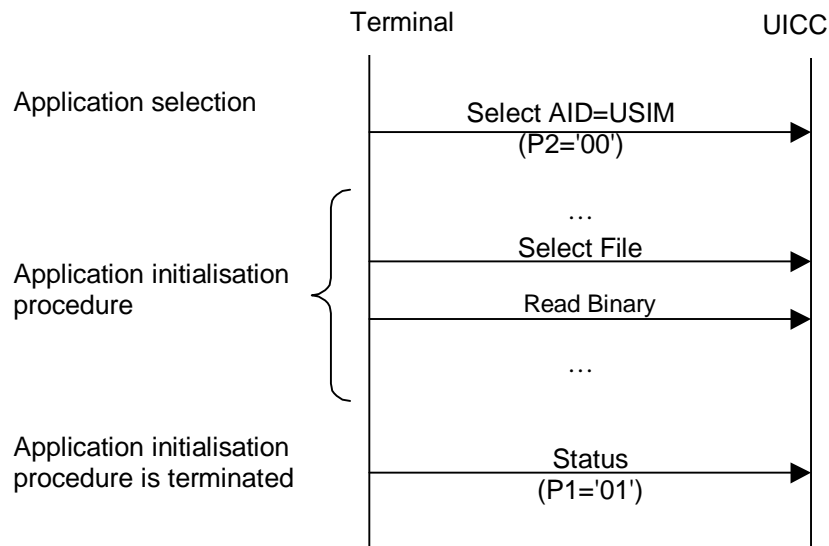 Terminal
UICC
Application selection
Select AID=USIM
(P2='00')
…
Select File
Application initialisation
procedure
Read Binary
…
Application initialisation
procedure is terminated
Status
(P1='01')